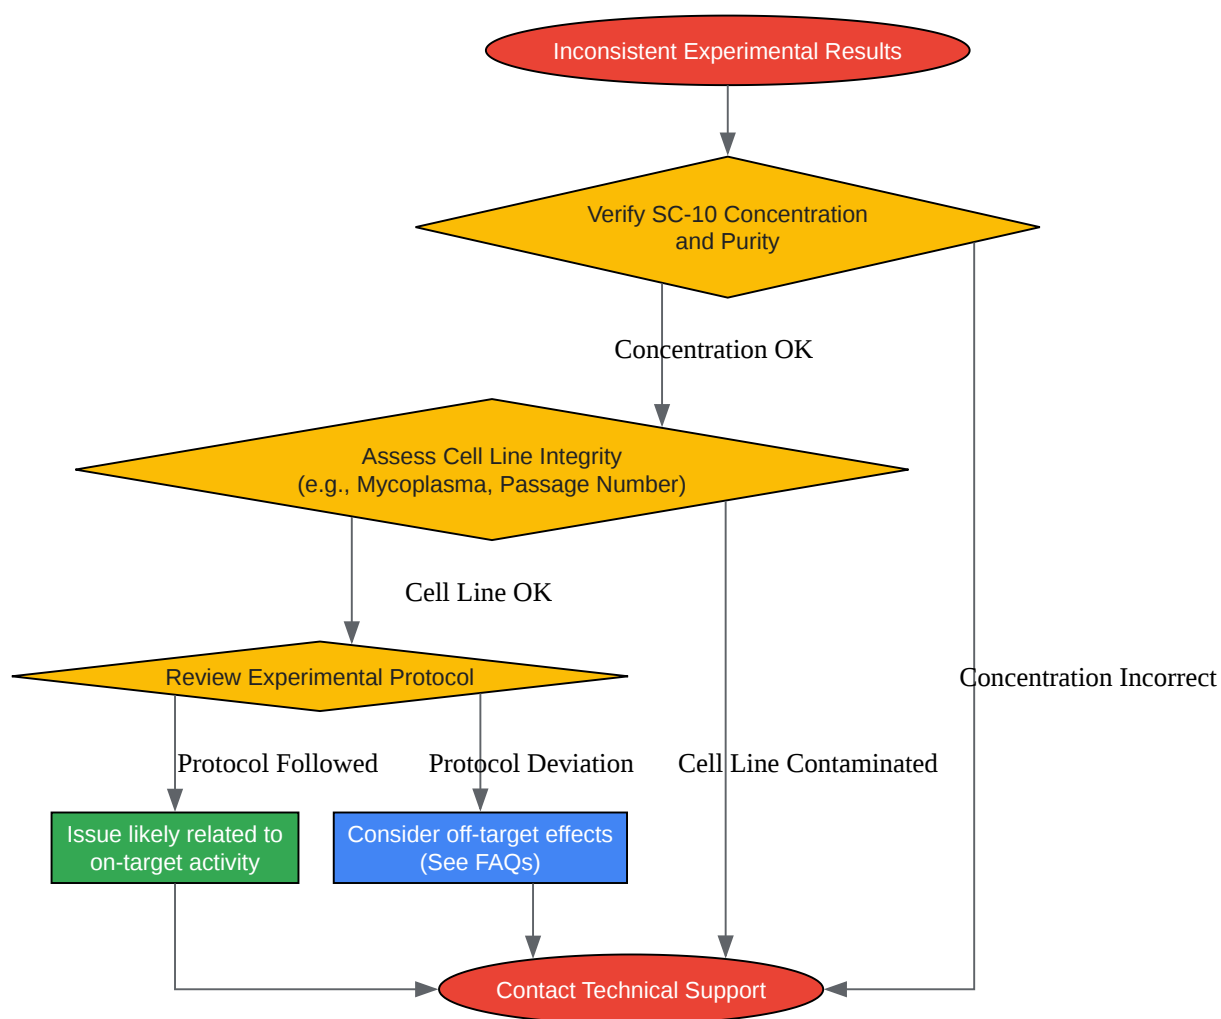 Inconsistent Experimental Results
Verify SC-10 Concentration
and Purity
Concentration OK
Assess Cell Line Integrity
(e.g., Mycoplasma, Passage Number)
Cell Line OK
Review Experimental Protocol
Concentration Incorrect
Protocol Followed
Protocol Deviation
Cell Line Contaminated
Issue likely related to
on-target activity
Consider off-target effects
(See FAQs)
Contact Technical Support